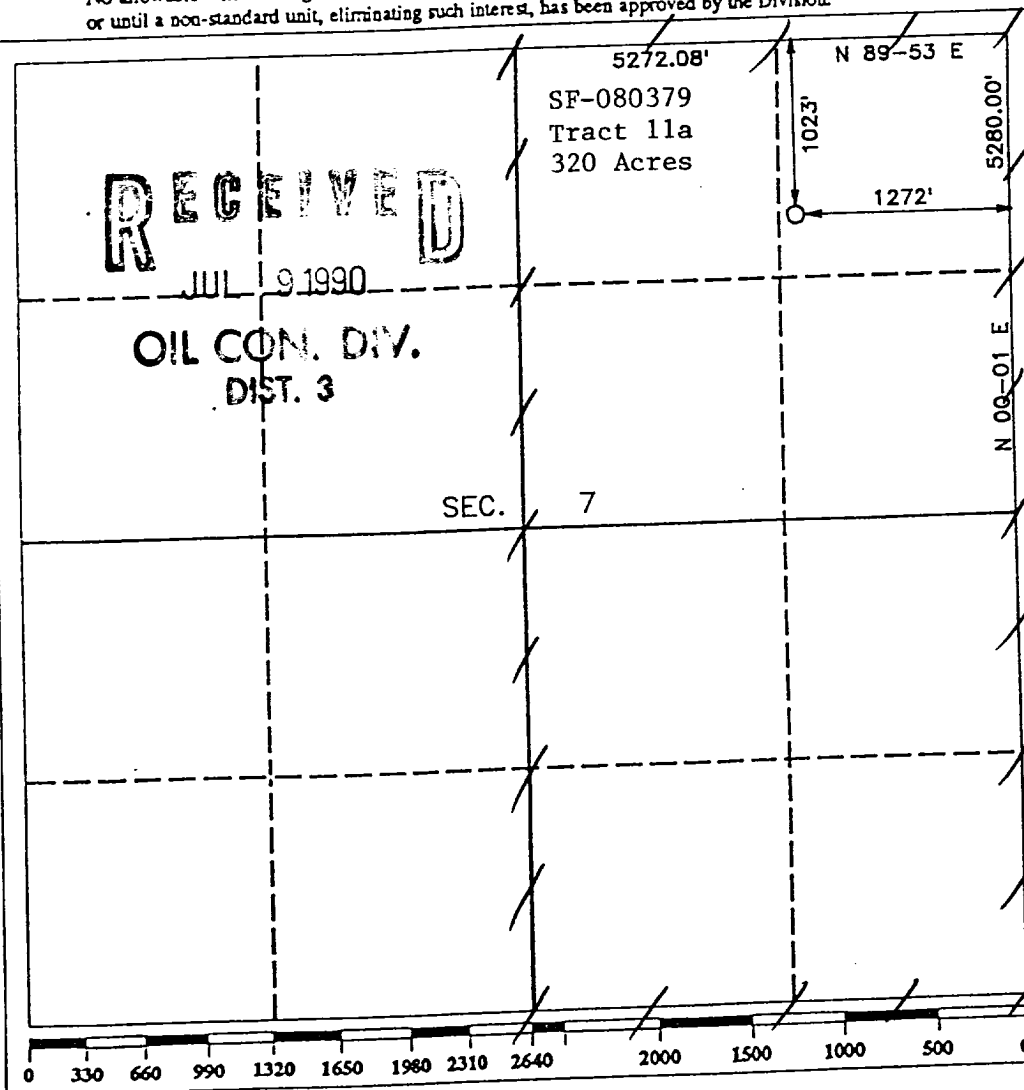 or until a non-standard unit, eliminating such interest, has been approved by the Division.
5272.08'
N 89-53 E
SF-080379
Tract 11a
320 Acres
1023'
5280.00'
1272'
RECEIVED
JUL 9 1990
OIL CON. DIV.
DIST. 3
N 00-01 E
SEC. 7
0 330 660 990 1320 1650 1980 2310 2640 2000 1500 1000 500 0